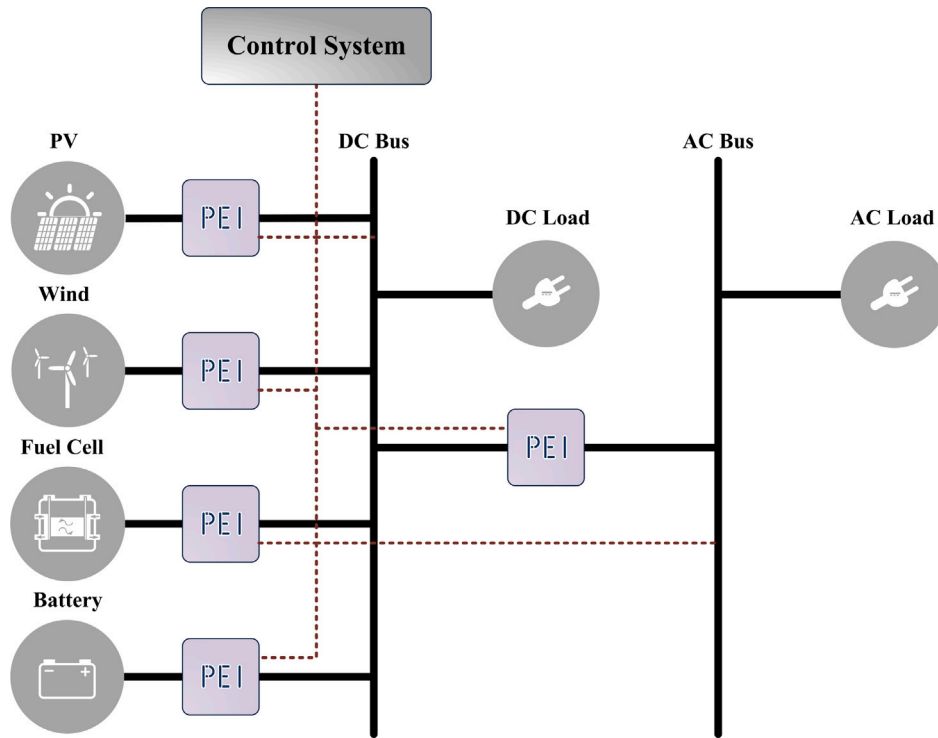 Control System
PV
DC Bus
AC Bus
PEI
DC Load
AC Load
Wind
PEI
Fuel Cell
PEI
PEI
Battery
PEI